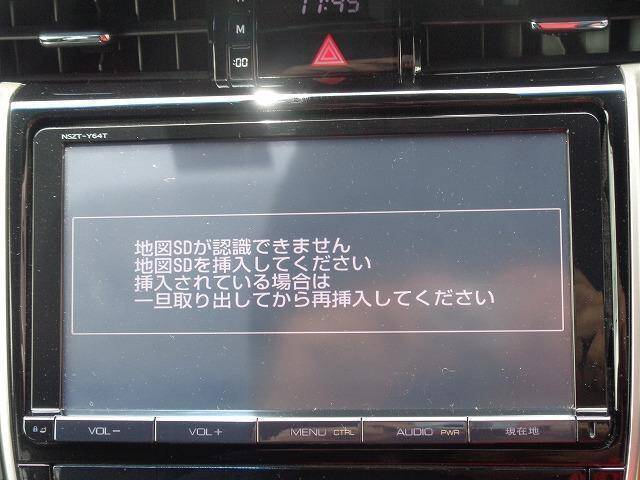 11:45
M
:00
NSZT-Y64T
地図SDが認識できません
地図SDを挿入してください
挿入されている場合は
一旦取り出してから再挿入してください
VOL−
VOL+
MENU CTRL
AUDIO PWR
現在地